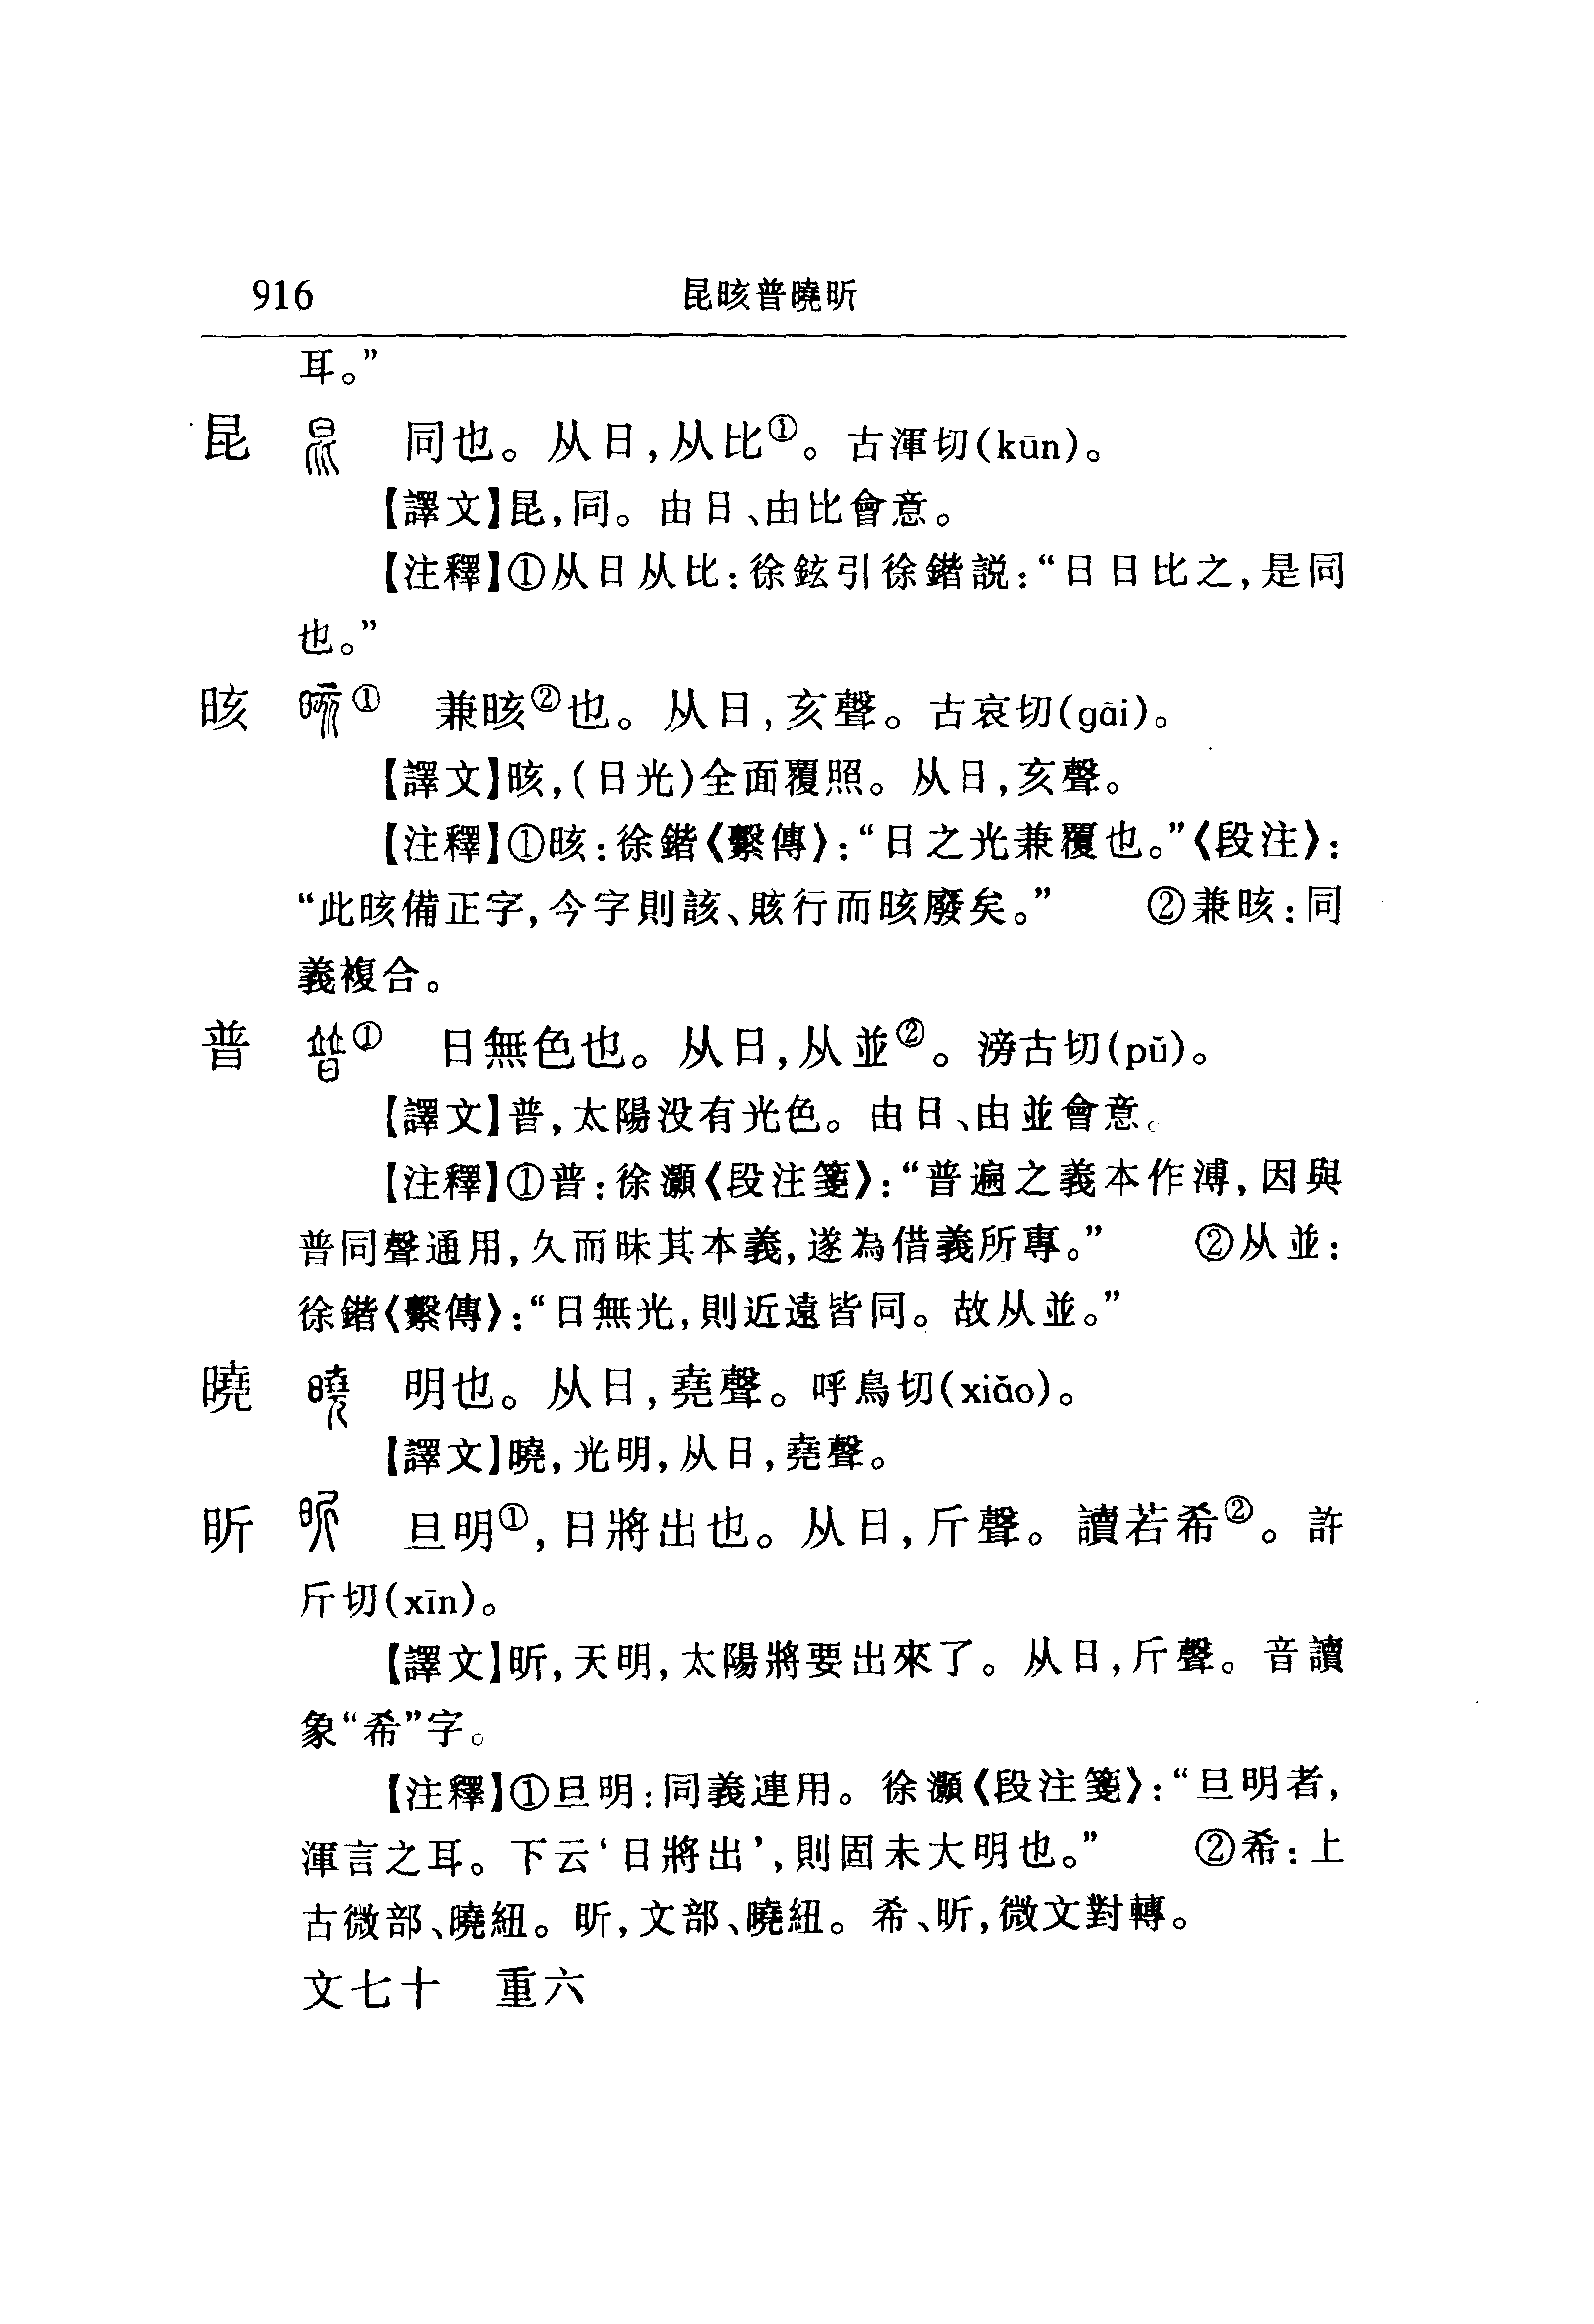 916 昆晐普曉昕
耳。”
昆 同也。从日,从比①。古渾切(kūn)。
【譯文】昆,同。由日、由比會意。
【注釋】①从日从比:徐鉉引徐鍇説:“日日比之,是同
也。”
晐 ① 兼晐②也。从日,亥聲。古哀切(gāi)。
【譯文】晐,(日光)全面覆照。从日,亥聲。
【注釋】①晐:徐鍇《繫傳》:“日之光兼覆也。”《段注》:
“此晐備正字,今字則該、賅行而晐廢矣。” ②兼晐:同
義複合。
普 ① 日無色也。从日,从並②。滂古切(pǔ)。
【譯文】普,太陽没有光色。由日、由並會意。
【注釋】①普:徐灝《段注箋》:“普遍之義本作溥,因與
普同聲通用,久而昧其本義,遂為借義所專。” ②从並:
徐鍇《繫傳》:“日無光,則近遠皆同。故从並。”
曉 明也。从日,堯聲。呼鳥切(xiǎo)。
【譯文】曉,光明,从日,堯聲。
昕 旦明①,日將出也。从日,斤聲。讀若希②。許
斤切(xīn)。
【譯文】昕,天明,太陽將要出來了。从日,斤聲。音讀
象“希”字。
【注釋】①旦明:同義連用。徐灝《段注箋》:“旦明者,
渾言之耳。下云‘日將出’,則固未大明也。” ②希:上
古微部、曉紐。昕,文部、曉紐。希、昕,微文對轉。
文七十 重六